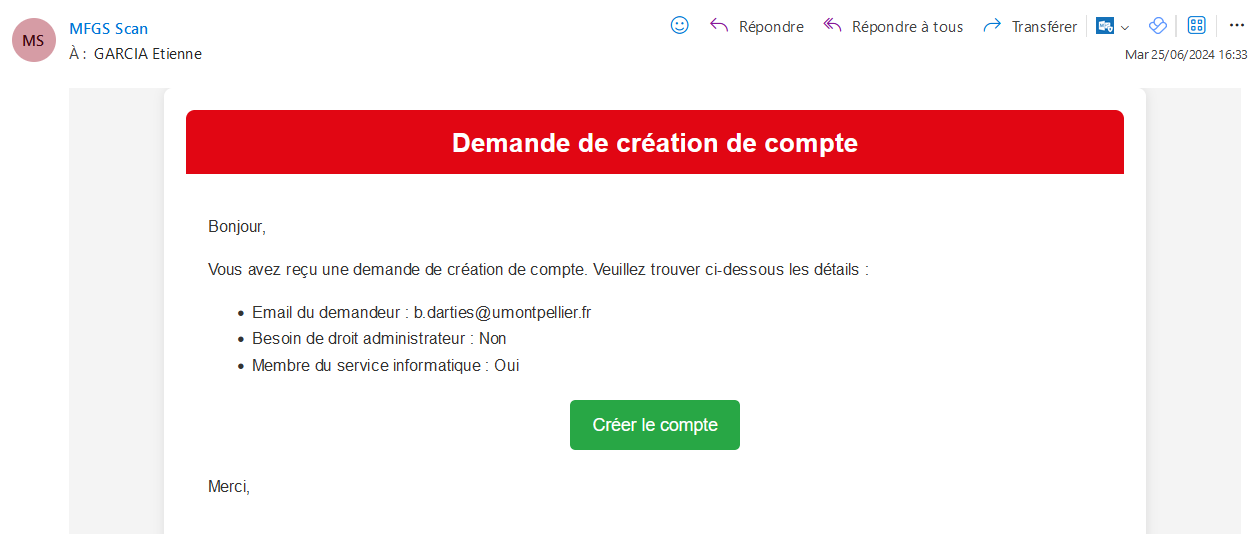 MS
MFGS Scan
À : GARCIA Etienne
Répondre
Répondre à tous
Transférer
Mar 25/06/2024 16:33
Demande de création de compte
Bonjour,
Vous avez reçu une demande de création de compte. Veuillez trouver ci-dessous les détails :
• Email du demandeur : b.darties@umontpellier.fr
• Besoin de droit administrateur : Non
• Membre du service informatique : Oui
Créer le compte
Merci,